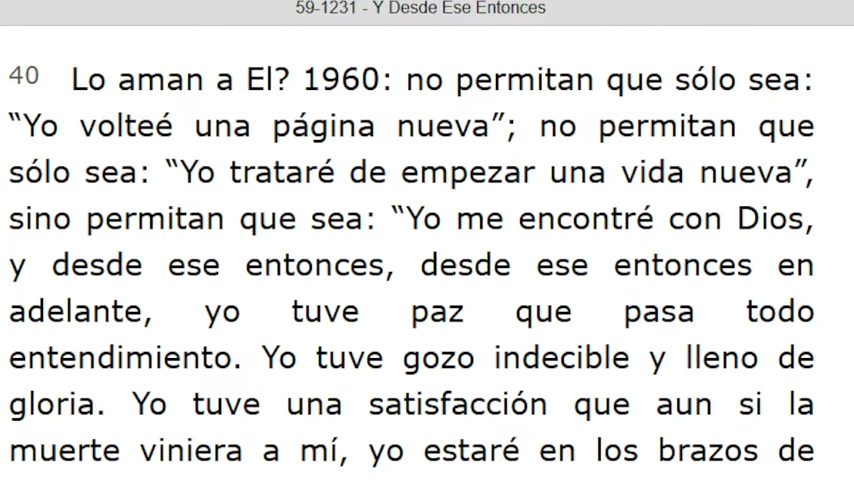 59-1231 - Y Desde Ese Entonces
40 Lo aman a El? 1960: no permitan que sólo sea:
“Yo volteé una página nueva”; no permitan que
sólo sea: “Yo trataré de empezar una vida nueva”,
sino permitan que sea: “Yo me encontré con Dios,
y desde ese entonces, desde ese entonces en
adelante, yo tuve paz que pasa todo
entendimiento. Yo tuve gozo indecible y lleno de
gloria. Yo tuve una satisfacción que aun si la
muerte viniera a mí, yo estaré en los brazos de